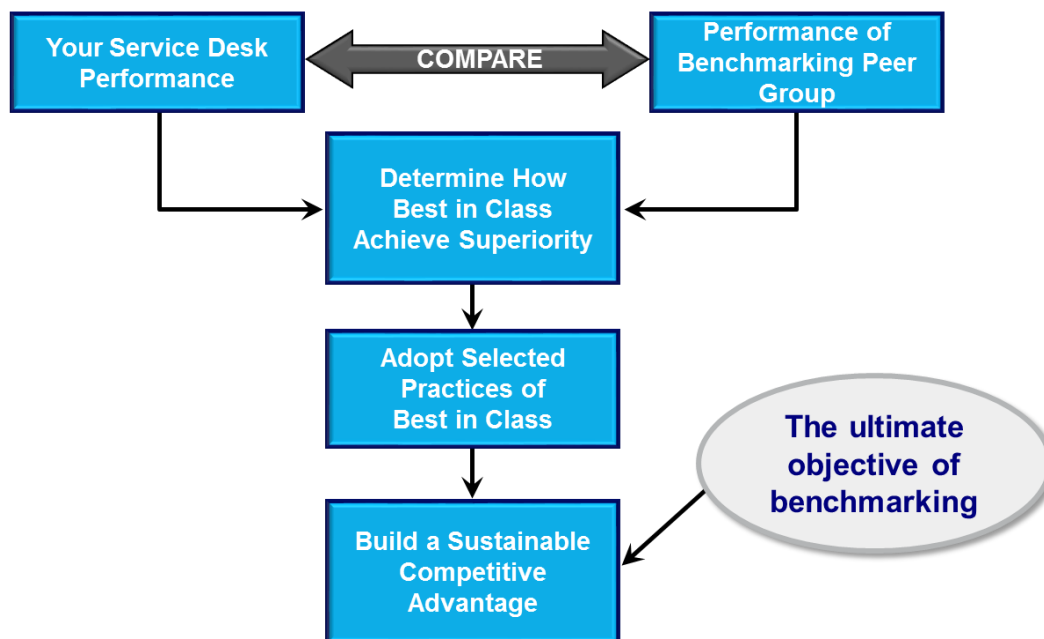 Your Service Desk
Performance
COMPARE
Performance of
Benchmarking Peer
Group
Determine How
Best in Class
Achieve Superiority
Adopt Selected
Practices of
Best in Class
The ultimate
objective of
benchmarking
Build a Sustainable
Competitive
Advantage